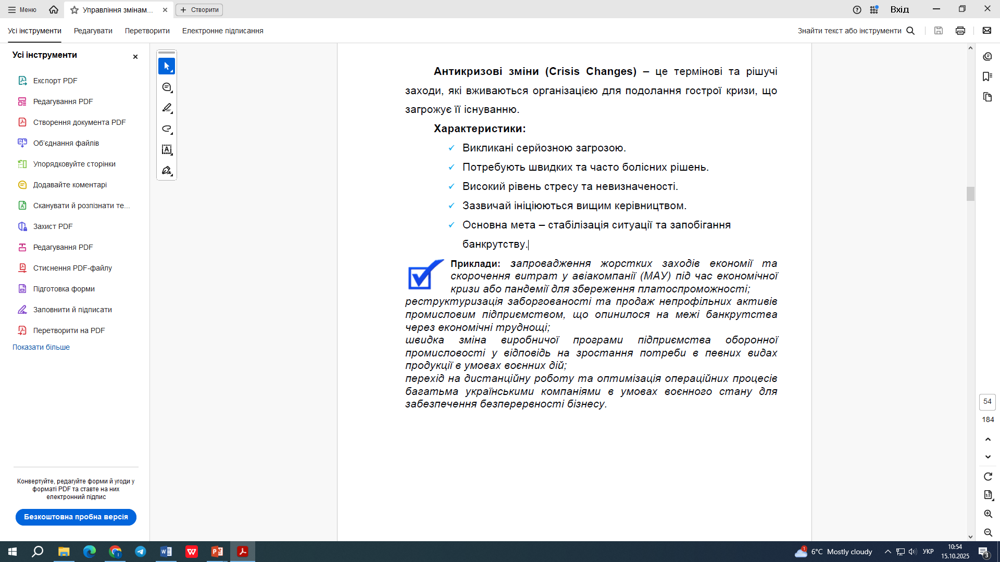 Меню
Управління змінам...
Створити
Вхід
Усі інструменти
Редагувати
Перетворити
Електронне підписання
Знайти текст або інструменти
Усі інструменти
Експорт PDF
Редагування PDF
Створення документа PDF
Об'єднання файлів
Упорядковуйте сторінки
Додавайте коментарі
Сканувати й розпізнати те...
Захист PDF
Редагування PDF
Стиснення PDF-файлу
Підготовка форми
Заповнити й підписати
Перетворити на PDF
Показати більше
Конвертуйте, редагуйте форми й угоди у
форматі PDF та ставте на них
електронний підпис
Безкоштовна пробна версія
Антикризові зміни (Crisis Changes) – це термінові та рішучі
заходи, які вживаються організацією для подолання гострої кризи, що
загрожує її існуванню.
Характеристики:
Викликані серйозною загрозою.
Потребують швидких та часто болісних рішень.
Високий рівень стресу та невизначеності.
Зазвичай ініціюються вищим керівництвом.
Основна мета – стабілізація ситуації та запобігання
банкрутству.
Приклади: запровадження жорстких заходів економії та
скорочення витрат у авіакомпанії (МАУ) під час економічної
кризи або пандемії для збереження платоспроможності;
реструктуризація заборгованості та продаж непрофільних активів
промисловим підприємством, що опинилося на межі банкрутства
через економічні труднощі;
швидка зміна виробничої програми підприємства оборонної
промисловості у відповідь на зростання потреби в певних видах
продукції в умовах воєнних дій;
перехід на дистанційну роботу та оптимізація операційних процесів
багатьма українськими компаніями в умовах воєнного стану для
забезпечення безперервності бізнесу.
54
184
1:1
1
6°C Mostly cloudy
УКР
10:54
15.10.2025
3